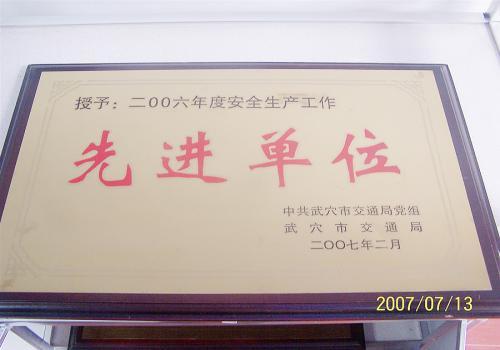 授予：二00六年度安全生产工作
先进单位
中共武穴市交通局党组
武穴市交通局
二00七年二月
2007/07/13